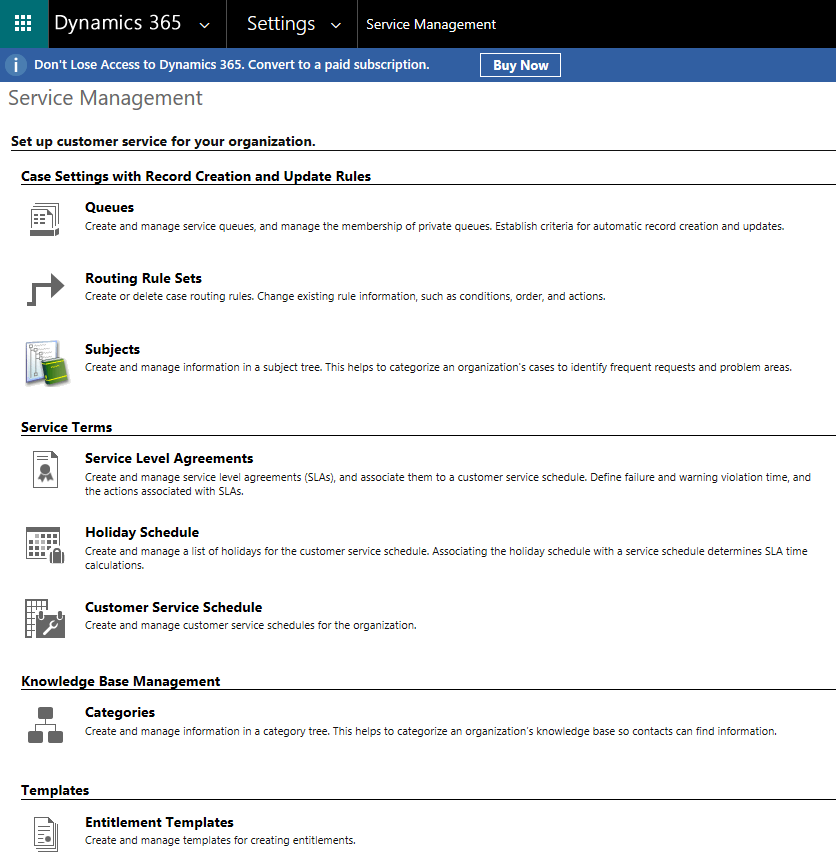 Dynamics 365 Settings Service Management
Don't Lose Access to Dynamics 365. Convert to a paid subscription. Buy Now
Service Management
Set up customer service for your organization.
Case Settings with Record Creation and Update Rules
Queues
Create and manage service queues, and manage the membership of private queues. Establish criteria for automatic record creation and updates.
Routing Rule Sets
Create or delete case routing rules. Change existing rule information, such as conditions, order, and actions.
Subjects
Create and manage information in a subject tree. This helps to categorize an organization's cases to identify frequent requests and problem areas.
Service Terms
Service Level Agreements
Create and manage service level agreements (SLAs), and associate them to a customer service schedule. Define failure and warning violation time, and
the actions associated with SLAs.
Holiday Schedule
Create and manage a list of holidays for the customer service schedule. Associating the holiday schedule with a service schedule determines SLA time
calculations.
Customer Service Schedule
Create and manage customer service schedules for the organization.
Knowledge Base Management
Categories
Create and manage information in a category tree. This helps to categorize an organization's knowledge base so contacts can find information.
Templates
Entitlement Templates
Create and manage templates for creating entitlements.